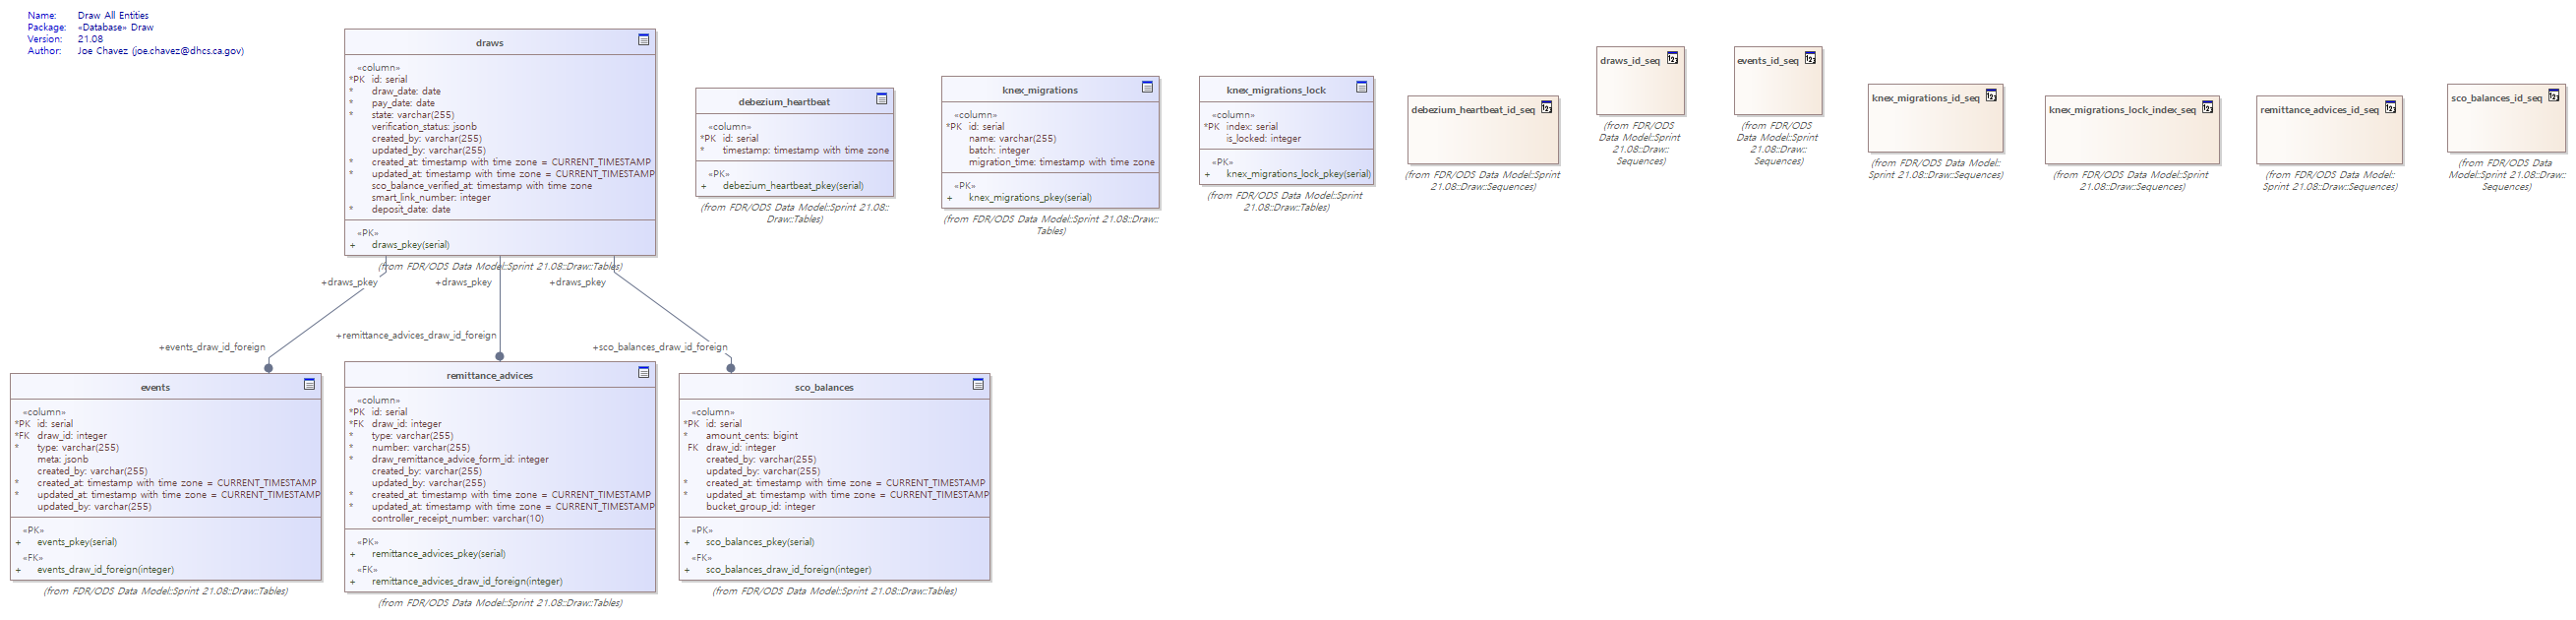 Name: Draw All Entities
Package: «Database» Draw
Version: 21.08
Author: Joe Chavez (joe.chavez@dhcs.ca.gov)
draws
«column»
*PK id: serial
* draw_date: date
* pay_date: date
* state: varchar(255)
verification_status: jsonb
created_by: varchar(255)
updated_by: varchar(255)
* created_at: timestamp with time zone = CURRENT_TIMESTAMP
* updated_at: timestamp with time zone = CURRENT_TIMESTAMP
sco_balance_verified_at: timestamp with time zone
smart_link_number: integer
* deposit_date: date
«PK»
+ draws_pkey(serial)
(from FDR/ODS Data Model::Sprint 21.08::Draw::Tables)
debezium_heartbeat
«column»
*PK id: serial
* timestamp: timestamp with time zone
«PK»
+ debezium_heartbeat_pkey(serial)
(from FDR/ODS Data Model::Sprint 21.08::
Draw::Tables)
knex_migrations
«column»
*PK id: serial
name: varchar(255)
batch: integer
migration_time: timestamp with time zone
«PK»
+ knex_migrations_pkey(serial)
(from FDR/ODS Data Model::Sprint 21.08::Draw::
Tables)
knex_migrations_lock
«column»
*PK index: serial
is_locked: integer
«PK»
+ knex_migrations_lock_pkey(serial)
(from FDR/ODS Data Model::Sprint
21.08::Draw::Tables)
debezium_heartbeat_id_seq
(from FDR/ODS Data Model::Sprint
21.08::Draw::Sequences)
draws_id_seq
(from FDR/ODS
Data Model::Sprint
21.08::Draw::
Sequences)
events_id_seq
(from FDR/ODS
Data Model::Sprint
21.08::Draw::
Sequences)
knex_migrations_id_seq
(from FDR/ODS Data Model::
Sprint 21.08::Draw::Sequences)
knex_migrations_lock_index_seq
(from FDR/ODS Data Model::Sprint
21.08::Draw::Sequences)
remittance_advices_id_seq
(from FDR/ODS Data Model::
Sprint 21.08::Draw::Sequences)
sco_balances_id_seq
(from FDR/ODS Data
Model::Sprint 21.08::Draw::
Sequences)
+draws_pkey
+draws_pkey
+draws_pkey
+events_draw_id_foreign
+remittance_advices_draw_id_foreign
+sco_balances_draw_id_foreign
events
«column»
*PK id: serial
*FK draw_id: integer
* type: varchar(255)
meta: jsonb
created_by: varchar(255)
* created_at: timestamp with time zone = CURRENT_TIMESTAMP
* updated_at: timestamp with time zone = CURRENT_TIMESTAMP
updated_by: varchar(255)
«PK»
+ events_pkey(serial)
«FK»
+ events_draw_id_foreign(integer)
(from FDR/ODS Data Model::Sprint 21.08::Draw::Tables)
remittance_advices
«column»
*PK id: serial
*FK draw_id: integer
* type: varchar(255)
* number: varchar(255)
* draw_remittance_advice_form_id: integer
created_by: varchar(255)
updated_by: varchar(255)
* created_at: timestamp with time zone = CURRENT_TIMESTAMP
* updated_at: timestamp with time zone = CURRENT_TIMESTAMP
controller_receipt_number: varchar(10)
«PK»
+ remittance_advices_pkey(serial)
«FK»
+ remittance_advices_draw_id_foreign(integer)
(from FDR/ODS Data Model::Sprint 21.08::Draw::Tables)
sco_balances
«column»
*PK id: serial
* amount_cents: bigint
FK draw_id: integer
created_by: varchar(255)
updated_by: varchar(255)
* created_at: timestamp with time zone = CURRENT_TIMESTAMP
* updated_at: timestamp with time zone = CURRENT_TIMESTAMP
bucket_group_id: integer
«PK»
+ sco_balances_pkey(serial)
«FK»
+ sco_balances_draw_id_foreign(integer)
(from FDR/ODS Data Model::Sprint 21.08::Draw::Tables)